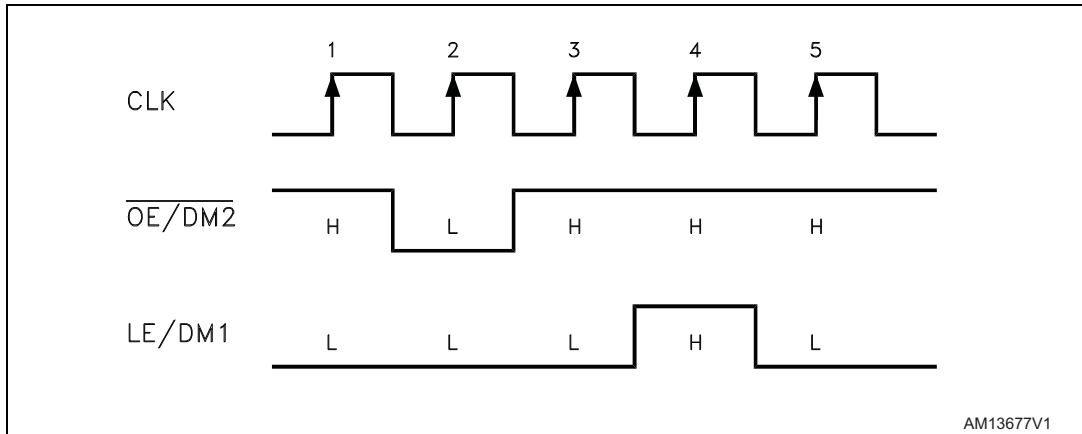 1 2 3 4 5
CLK
OE/DM2
H L H H H
LE/DM1
L L L H L
AM13677V1